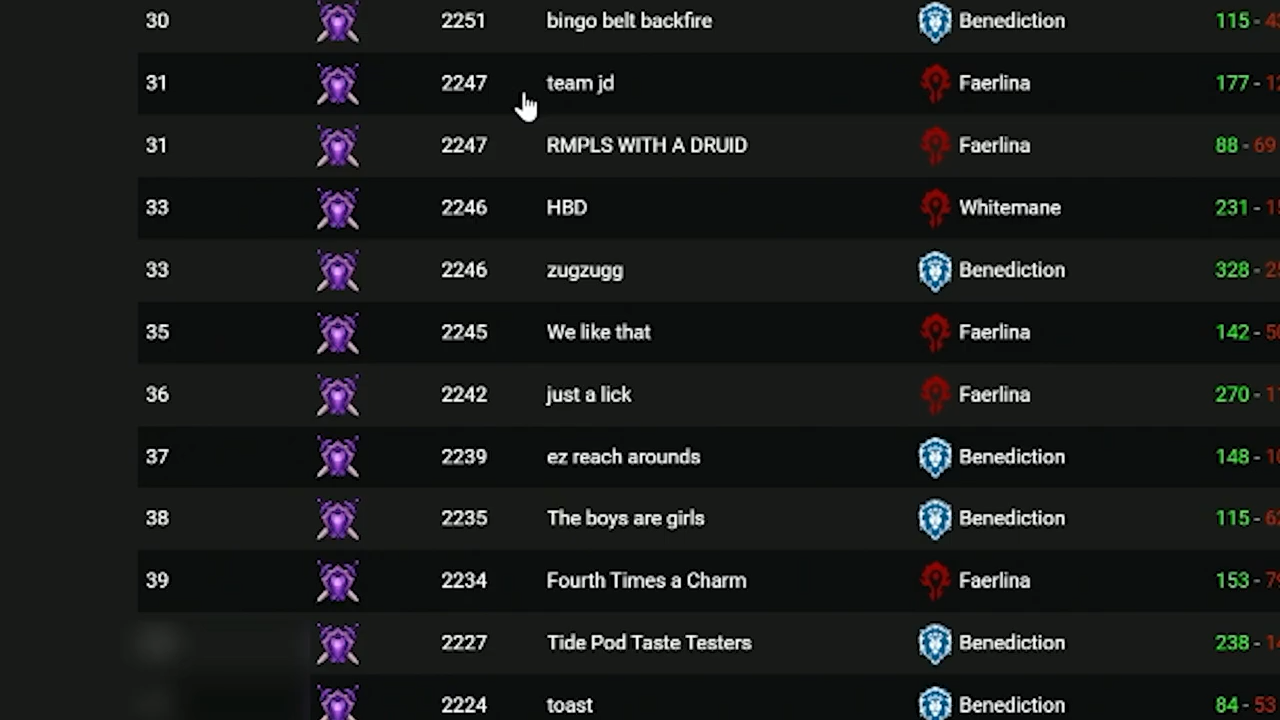 30 2251 bingo belt backfire Benediction 115 -
31 2247 team jd Faerlina 177 -
31 2247 RMPLS WITH A DRUID Faerlina 88 - 69
33 2246 HBD Whitemane 231 -
33 2246 zugzugg Benediction 328 -
35 2245 We like that Faerlina 142 -
36 2242 just a lick Faerlina 270 -
37 2239 ez reach arounds Benediction 148 -
38 2235 The boys are girls Benediction 115 -
39 2234 Fourth Times a Charm Faerlina 153 -
2227 Tide Pod Taste Testers Benediction 238 -
2224 toast Benediction 84 - 53